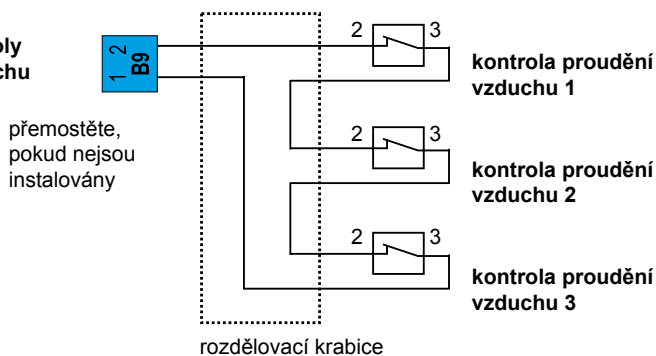 oly
chu
1 2
B9
přemostěte,
pokud nejsou
instalovány
2 3
kontrola proudění
vzduchu 1
2 3
kontrola proudění
vzduchu 2
2 3
kontrola proudění
vzduchu 3
rozdělovací krabice